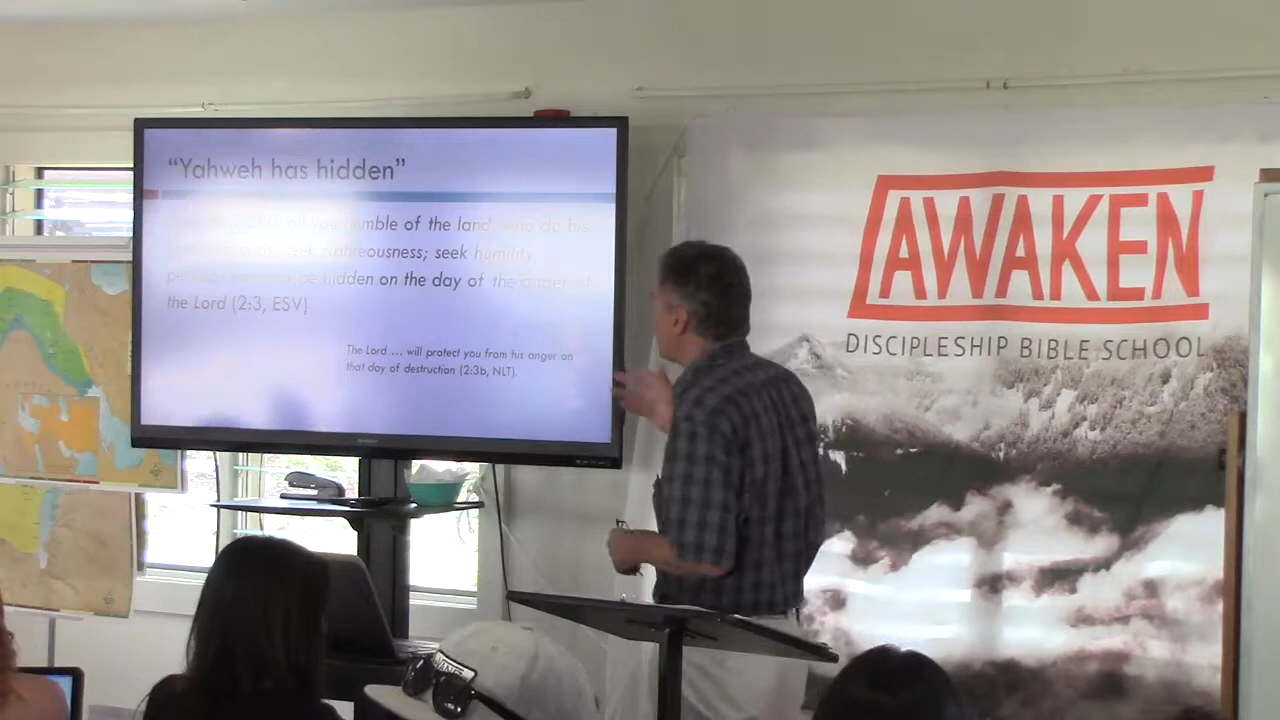 “Yahweh has hidden”
humble of the land, who do his
seek righteousness; seek humility
be hidden on the day of the anger of
the Lord (2:3, ESV)
The Lord ... will protect you from his anger on
that day of destruction (2:3b, NLT).
AWAKEN
DISCIPLESHIP BIBLE SCHOOL